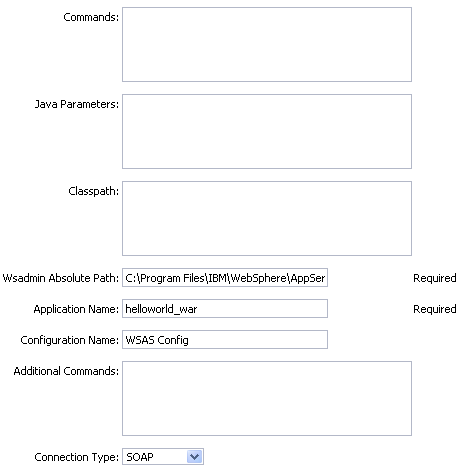 Commands:
Java Parameters:
Classpath:
Wsadmin Absolute Path: C:\Program Files\IBM\WebSphere\AppSer Required
Application Name: helloworld_war Required
Configuration Name: WSAS Config
Additional Commands:
Connection Type: SOAP